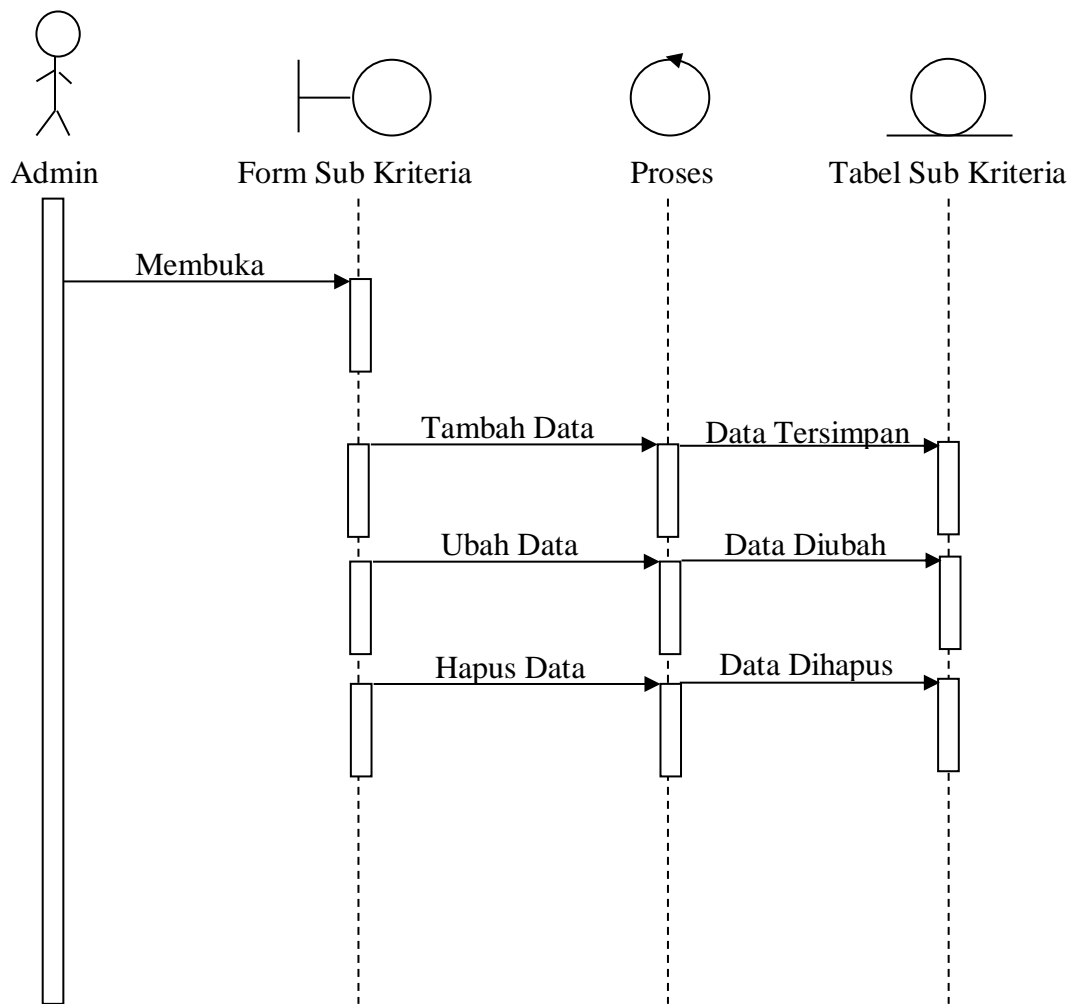 Admin
Form Sub Kriteria
Proses
Tabel Sub Kriteria
Membuka
Tambah Data
Data Tersimpan
Ubah Data
Data Diubah
Hapus Data
Data Dihapus